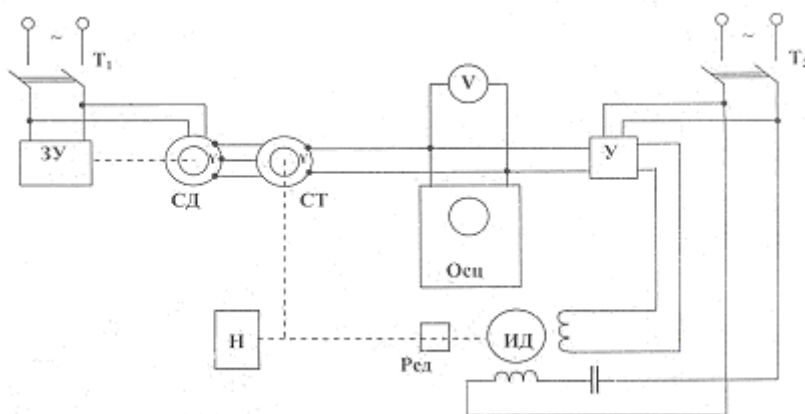 ~
T₁
~
T₂
V
ЗУ
У
СД
СТ
Осц
Н
Ред
ИД